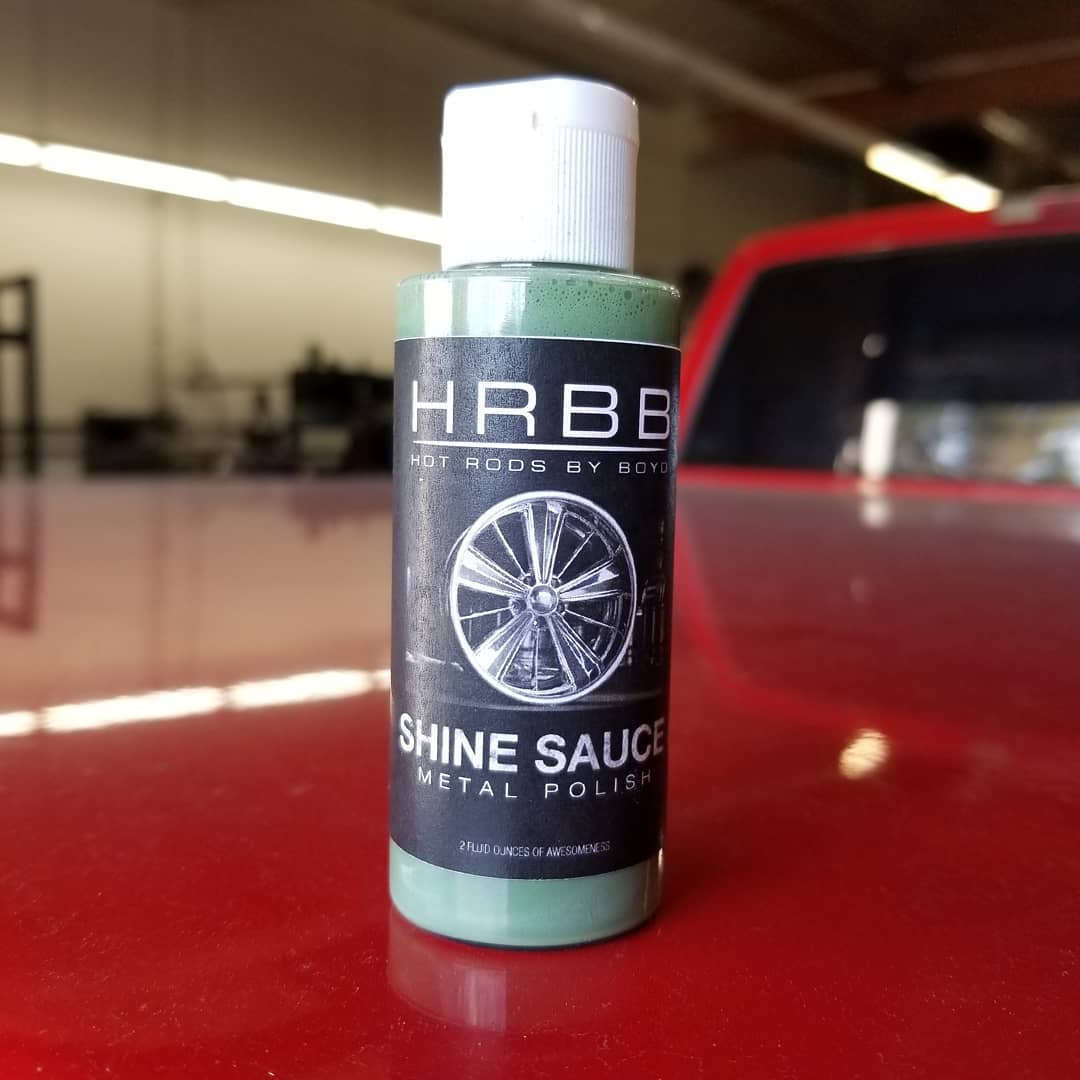 HRBB
HOT RODS BY BOYD
SHINE SAUCE
METAL POLISH
2 FLUID OUNCES OF AWESOMENESS